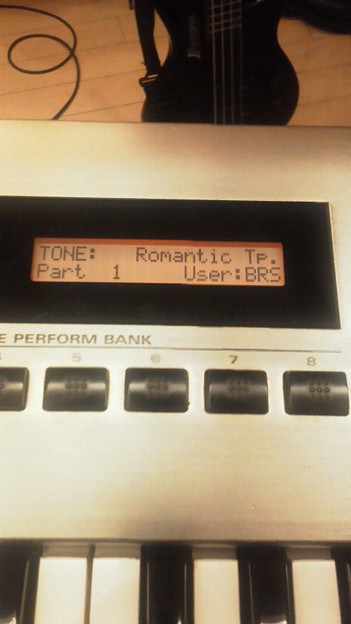 TONE: Romantic Tp.
Part 1 User:BRS
E PERFORM BANK
5 6 7 8